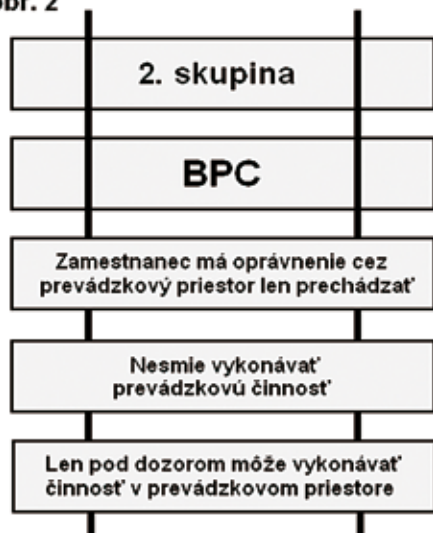 obr. 2
2. skupina
BPC
Zamestnanec má oprávnenie cez
prevádzkový priestor len prechádzať
Nesmie vykonávať
prevádzkovú činnosť
Len pod dozorom môže vykonávať
činnosť v prevádzkovom priestore